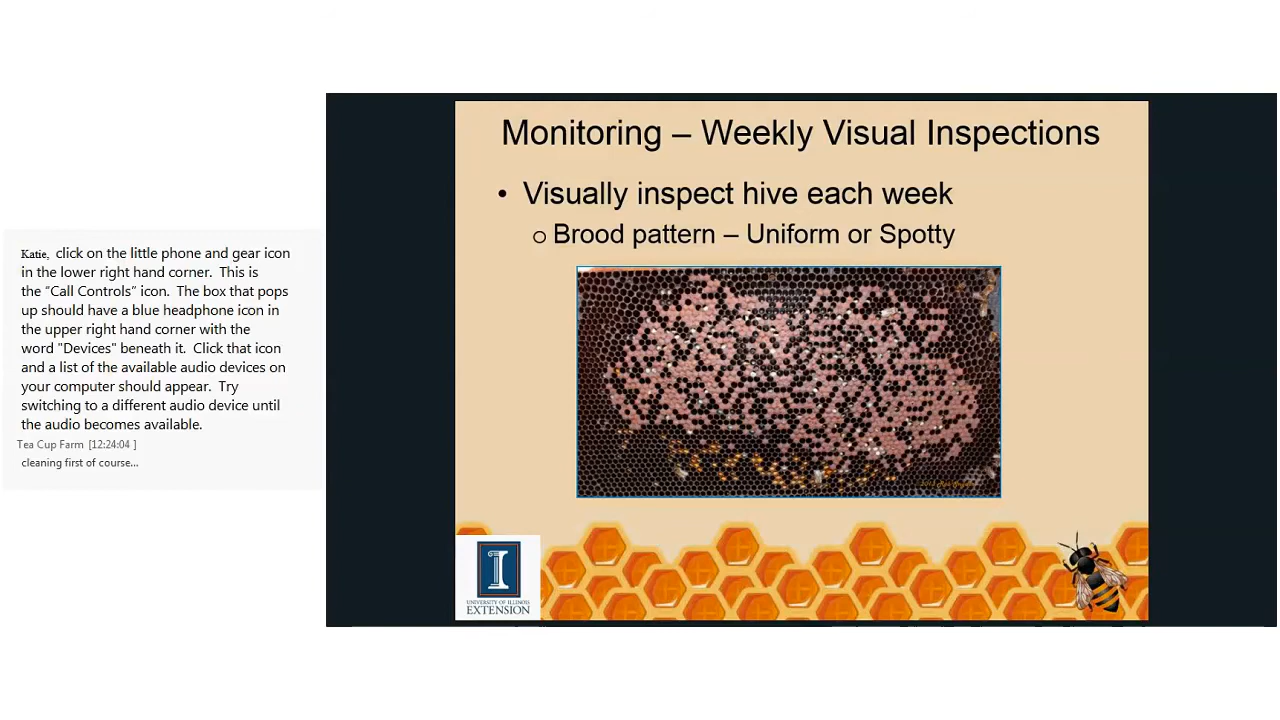 Katie, click on the little phone and gear icon
in the lower right hand corner. This is
the “Call Controls” icon. The box that pops
up should have a blue headphone icon in
the upper right hand corner with the
word "Devices" beneath it. Click that icon
and a list of the available audio devices on
your computer should appear. Try
switching to a different audio device until
the audio becomes available.
Tea Cup Farm [12:24:04 ]
cleaning first of course...
Monitoring – Weekly Visual Inspections
• Visually inspect hive each week
o Brood pattern – Uniform or Spotty
I
UNIVERSITY OF ILLINOIS
EXTENSION